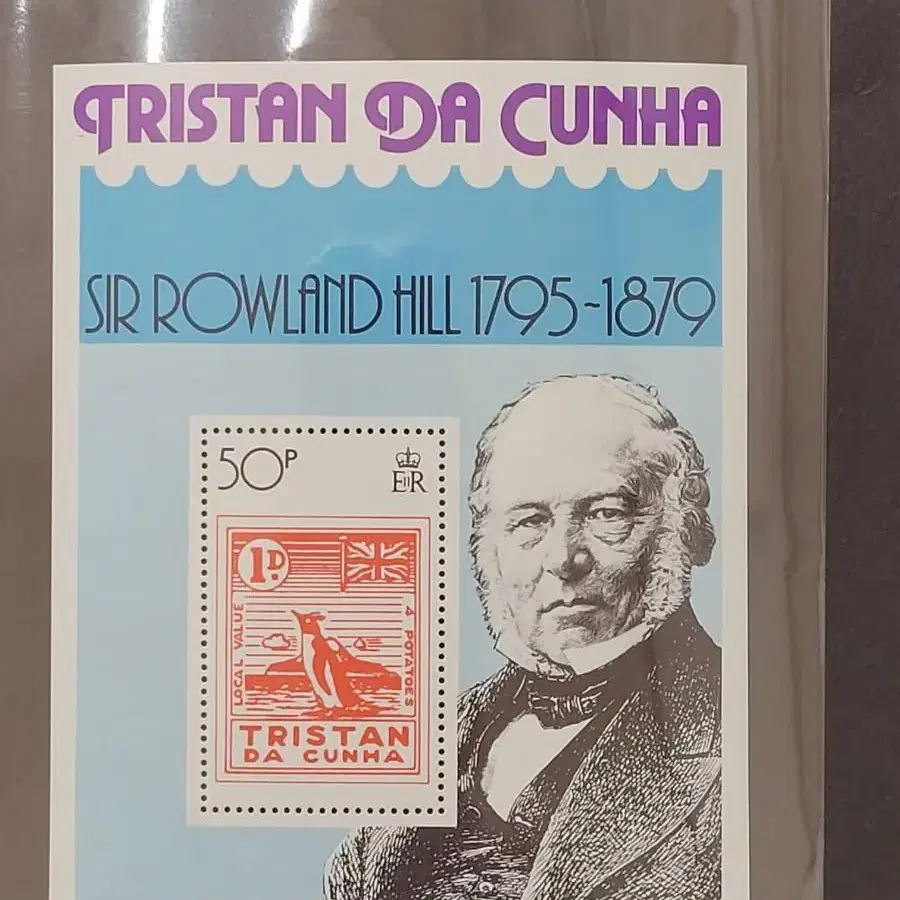 TRISTAN DA CUNHA
SIR ROWLAND HILL 1795-1879
50P
EIIR
1D.
LOCAL VALUE
4 POTATOES
TRISTAN
DA CUNHA